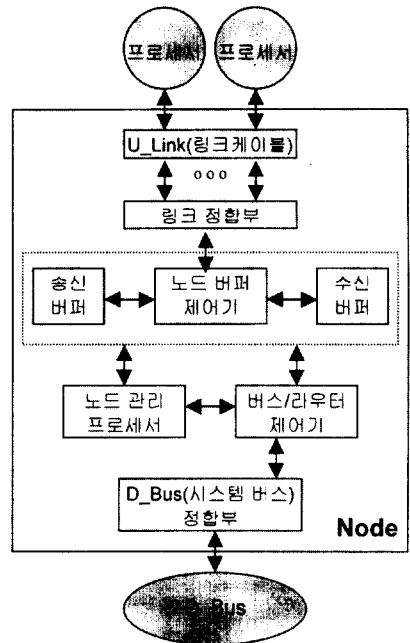 프로세서 프로세서
U_Link(링크케이블)
ooo
링크 정합부
송신
버퍼
노드 버퍼
제어기
수신
버퍼
노드 관리
프로세서
버스/라우터
제어기
D_Bus(시스템 버스)
정합부
Node
Bus